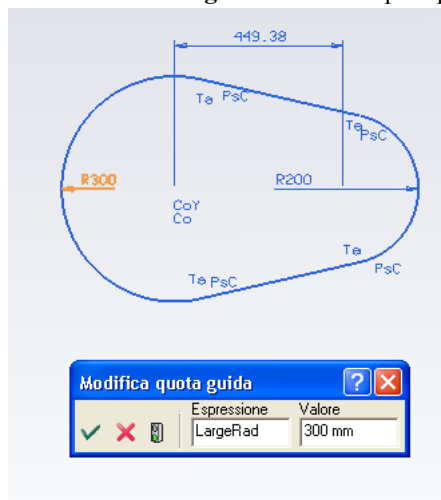 g
449.38
Ta PsC
Ta
PsC
R300
R200
CoY
Co
Ta
PsC
Ta PsC
Modifica quota guida
Espressione
Valore
LargeRad
300 mm